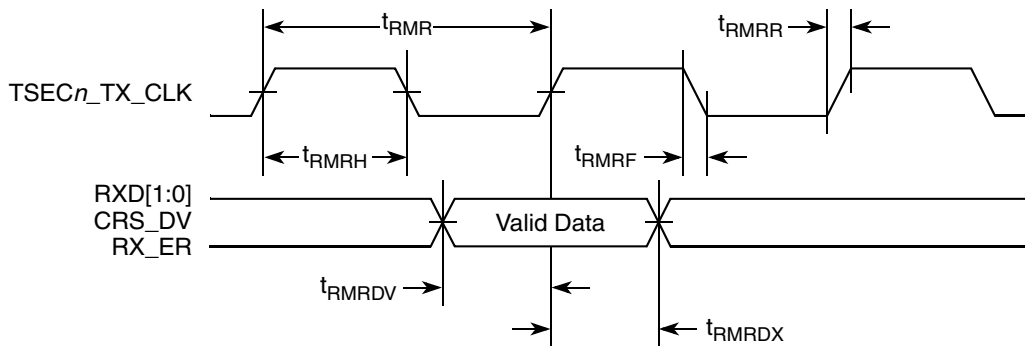 tRMR
tRMRR
TSECn_TX_CLK
tRMRH
tRMRF
RXD[1:0]
CRS_DV
RX_ER
Valid Data
tRMRDV
tRMRDX